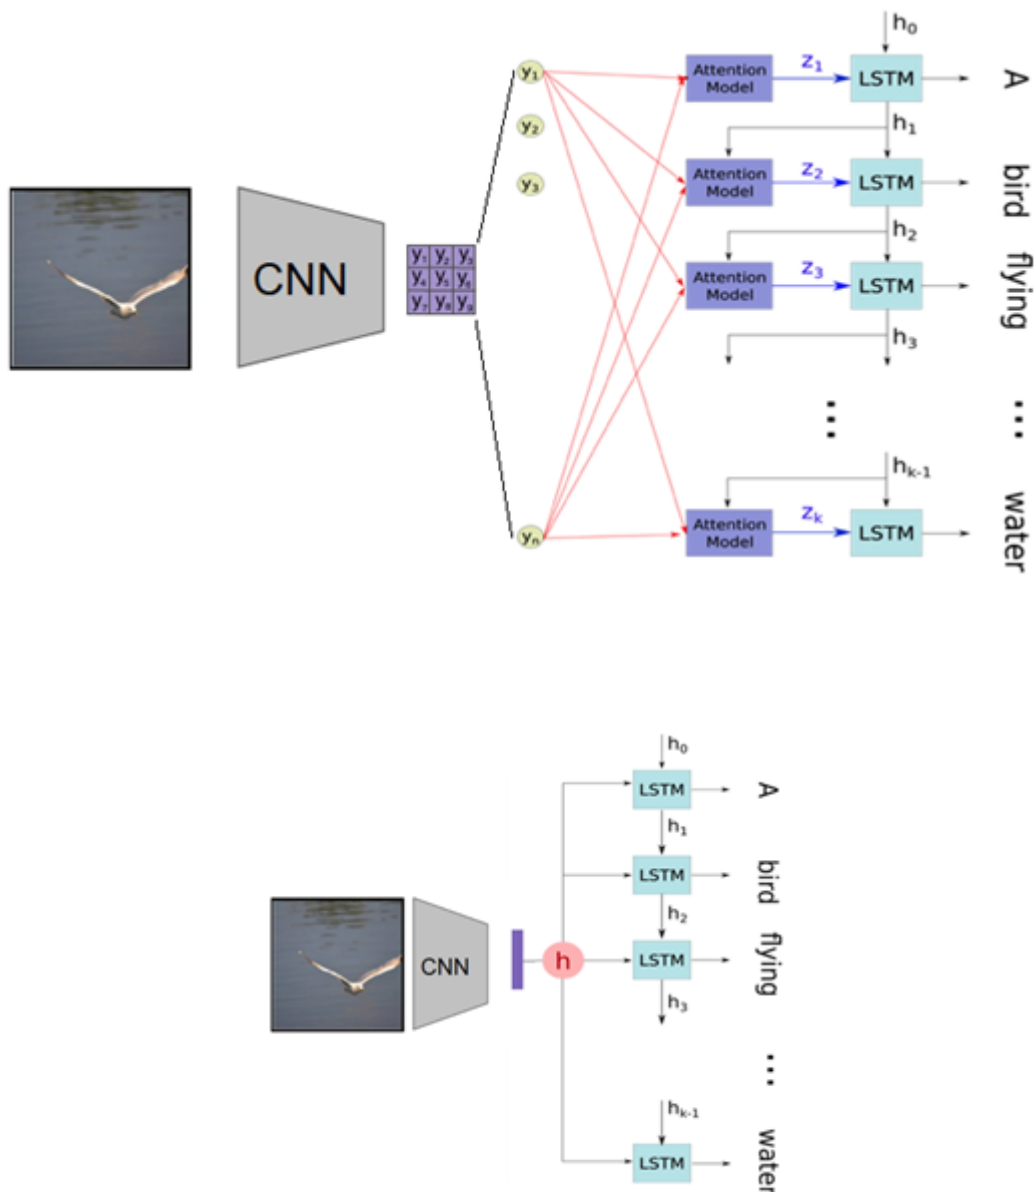 h0
y1
Attention
Model
z1
LSTM
A
y2
h1
y3
Attention
Model
z2
LSTM
bird
h2
CNN
y1 y2 y3
y4 y5 y6
y7 y8 y9
Attention
Model
z3
LSTM
flying
h3
...
...
hk-1
yn
Attention
Model
zk
LSTM
water
h0
LSTM
A
h1
LSTM
bird
h2
CNN
h
LSTM
flying
h3
...
hk-1
LSTM
water